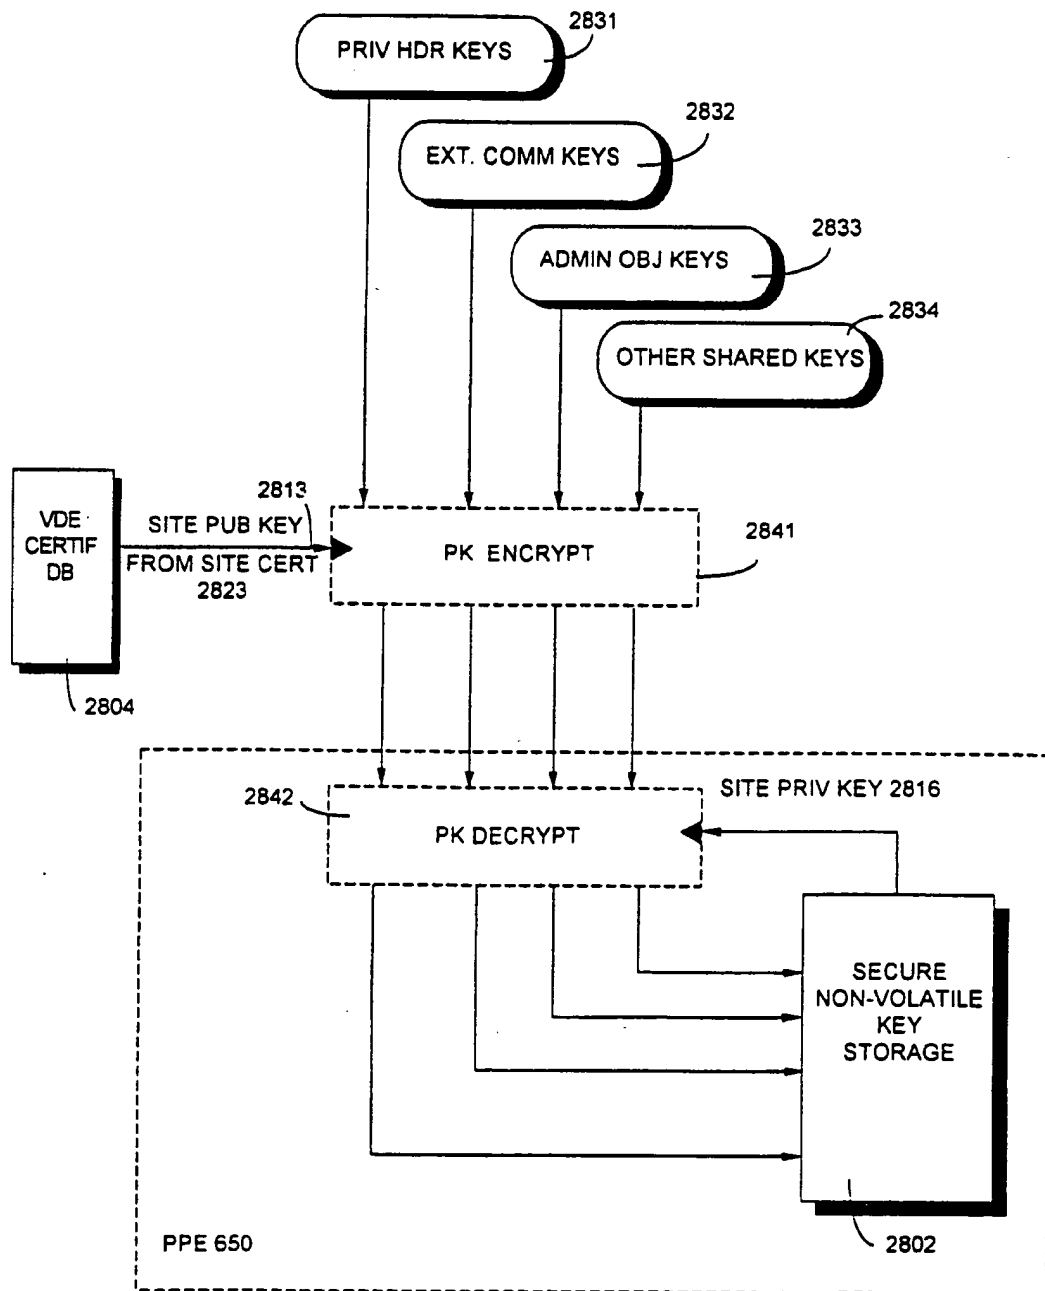 2831
PRIV HDR KEYS
2832
EXT. COMM KEYS
2833
ADMIN OBJ KEYS
2834
OTHER SHARED KEYS
2813
VDE
CERTIF
DB
SITE PUB KEY
FROM SITE CERT
2823
PK ENCRYPT
2841
2804
2842
SITE PRIV KEY 2816
PK DECRYPT
SECURE
NON-VOLATILE
KEY
STORAGE
PPE 650
2802